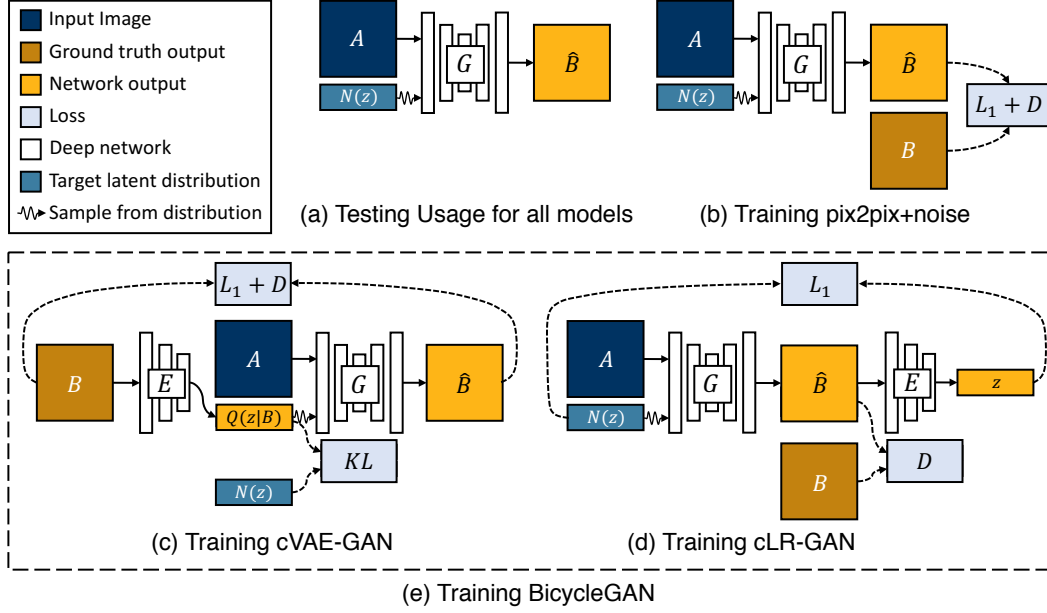 Input Image
Ground truth output
Network output
Loss
Deep network
Target latent distribution
Sample from distribution
A
N(z)
G
B̂
(a) Testing Usage for all models
A
N(z)
G
B̂
B
L₁ + D
(b) Training pix2pix+noise
L₁ + D
B
E
A
Q(z|B)
N(z)
G
B̂
KL
(c) Training cVAE-GAN
L₁
A
N(z)
G
B̂
B
E
z
D
(d) Training cLR-GAN
(e) Training BicycleGAN